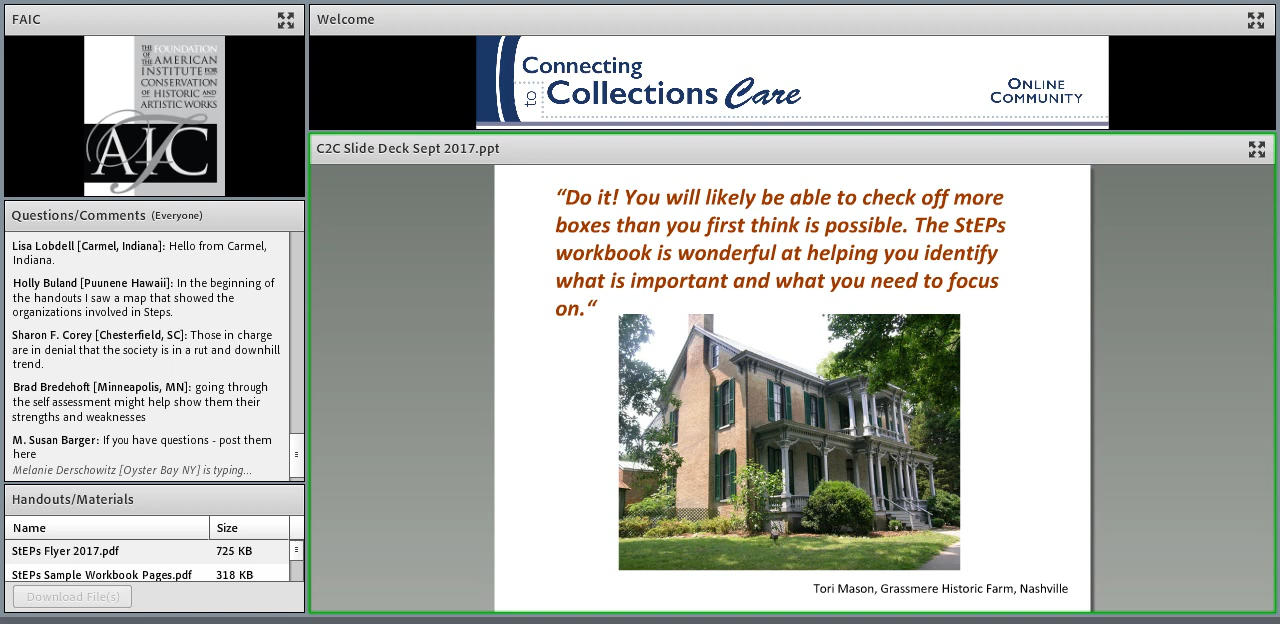 FAIC
THE FOUNDATION
OF THE AMERICAN
INSTITUTE FOR
CONSERVATION
OF HISTORIC AND
ARTISTIC WORKS
AIC
Questions/Comments (Everyone)
Lisa Lobdell [Carmel, Indiana]: Hello from Carmel,
Indiana.
Holly Buland [Puunene Hawaii]: In the beginning of
the handouts I saw a map that showed the
organizations involved in Steps.
Sharon F. Corey [Chesterfield, SC]: Those in charge
are in denial that the society is in a rut and downhill
trend.
Brad Bredehoft [Minneapolis, MN]: going through
the self assessment might help show them their
strengths and weaknesses
M. Susan Barger: If you have questions - post them
here
Melanie Derschowitz [Oyster Bay NY] is typing...
Handouts/Materials
Name Size
StEPs Flyer 2017.pdf 725 KB
StEPs Sample Workbook Pages.pdf 318 KB
Download File(s)
Welcome
Connecting
to Collections Care
ONLINE
COMMUNITY
C2C Slide Deck Sept 2017.ppt
“Do it! You will likely be able to check off more
boxes than you first think is possible. The StEPs
workbook is wonderful at helping you identify
what is important and what you need to focus
on.“
Tori Mason, Grassmere Historic Farm, Nashville